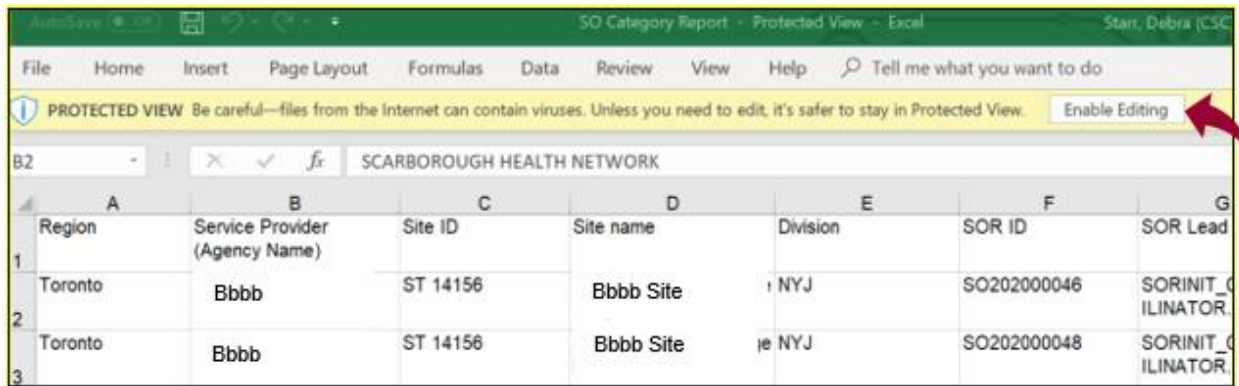 AutoSave Off SO Category Report - Protected View - Excel Starr, Debra (CSC
File Home Insert Page Layout Formulas Data Review View Help Tell me what you want to do
PROTECTED VIEW Be careful—files from the Internet can contain viruses. Unless you need to edit, it's safer to stay in Protected View. Enable Editing
B2 fx SCARBOROUGH HEALTH NETWORK
A B C D E F G
Region Service Provider Site ID Site name Division SOR ID SOR Lead
(Agency Name)
1
Toronto Bbbb ST 14156 Bbbb Site NYJ SO202000046 SORINIT_
2 ILINATOR.
Toronto Bbbb ST 14156 Bbbb Site ge NYJ SO202000048 SORINIT_
3 ILINATOR.